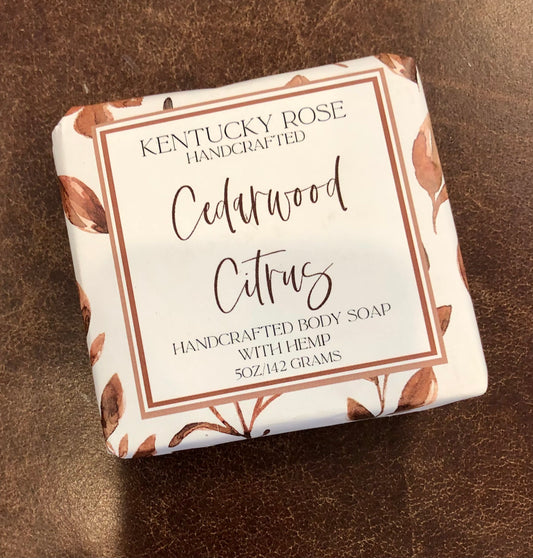 KENTUCKY ROSE
HANDCRAFTED
Cedarwood
Citrus
HANDCRAFTED BODY SOAP
WITH HEMP
5OZ/142 GRAMS